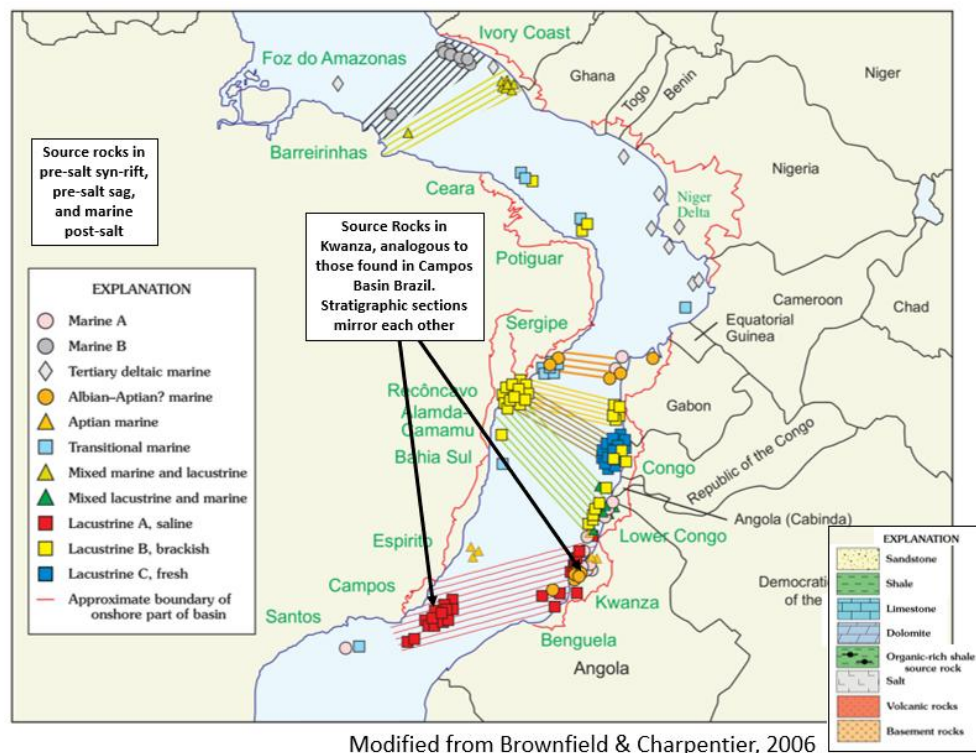 Ivory Coast
Foz do Amazonas
Ghana
Togo
Benin
Niger
Nigeria
Barreirinhas
Source rocks in
pre-salt syn-rift,
pre-salt sag,
and marine
post-salt
Ceara
Niger
Delta
Source Rocks in
Kwanza, analogous to
those found in Campos
Basin Brazil.
Stratigraphic sections
mirror each other
Potiguar
Cameroon
Chad
Equatorial
Guinea
Sergipe
EXPLANATION
Marine A
Marine B
Tertiary deltaic marine
Albian–Aptian? marine
Aptian marine
Transitional marine
Mixed marine and lacustrine
Mixed lacustrine and marine
Lacustrine A, saline
Lacustrine B, brackish
Lacustrine C, fresh
Approximate boundary of
onshore part of basin
Recôncavo
Alamda-
Camamu
Bahia Sul
Gabon
Congo
Republic of the Congo
Angola (Cabinda)
Lower Congo
Espirito
Campos
Santos
Kwanza
Benguela
Angola
Democratic
of the
EXPLANATION
Sandstone
Shale
Limestone
Dolomite
Organic-rich shale
source rock
Salt
Volcanic rocks
Basement rocks
Modified from Brownfield & Charpentier, 2006